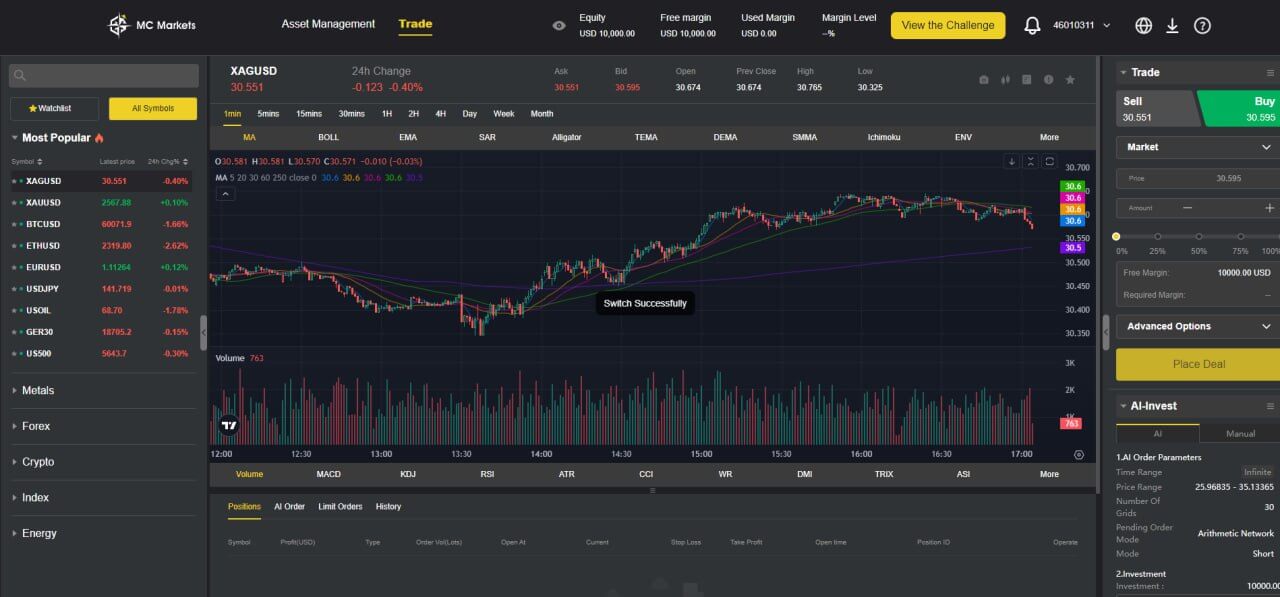 MC Markets
Asset Management
Trade
Equity
USD 10,000.00
Free margin
USD 10,000.00
Used Margin
USD 0.00
Margin Level
--%
View the Challenge
46010311
Watchlist
All Symbols
Most Popular
Symbol Latest price 24h Chg%
XAGUSD 30.551 -0.40%
XAUUSD 2567.88 +0.10%
BTCUSD 60071.9 -1.66%
ETHUSD 2319.80 -2.62%
EURUSD 1.11264 +0.12%
USDJPY 141.719 -0.01%
USOIL 68.70 -1.78%
GER30 18705.2 -0.15%
US500 5643.7 -0.30%
Metals
Forex
Crypto
Index
Energy
XAGUSD
30.551
24h Change
-0.123 -0.40%
Ask
30.551
Bid
30.595
Open
30.674
Prev Close
30.674
High
30.765
Low
30.325
1min 5mins 15mins 30mins 1H 2H 4H Day Week Month
MA BOLL EMA SAR Alligator TEMA DEMA SMMA Ichimoku ENV More
O30.581 H30.581 L30.570 C30.571 -0.010 (-0.03%)
MA 5 20 30 60 250 close 0 30.6 30.6 30.6 30.6 30.5
30.700
30.6
30.6
30.6
30.6
30.550
30.5
30.500
30.450
30.400
30.350
Switch Successfully
Volume 763
3K
2K
1K
763
12:00 12:30 13:00 13:30 14:00 14:30 15:00 15:30 16:00 16:30 17:00
Volume MACD KDJ RSI ATR CCI WR DMI TRIX ASI More
Positions AI Order Limit Orders History
Symbol Profit(USD) Type Order Vol(Lots) Open At Current Stop Loss Take Profit Open time Position ID Operate
Trade
Sell
30.551
Buy
30.595
Market
Price 30.595
Amount
0% 25% 50% 75% 100%
Free Margin: 10000.00 USD
Required Margin: --
Advanced Options
Place Deal
AI-Invest
AI Manual
1.AI Order Parameters
Time Range Infinite
Price Range 25.96835 - 35.13365
Number Of
Grids 30
Pending Order
Mode Arithmetic Network
Mode Short
2.Investment
Investment : 10000.00